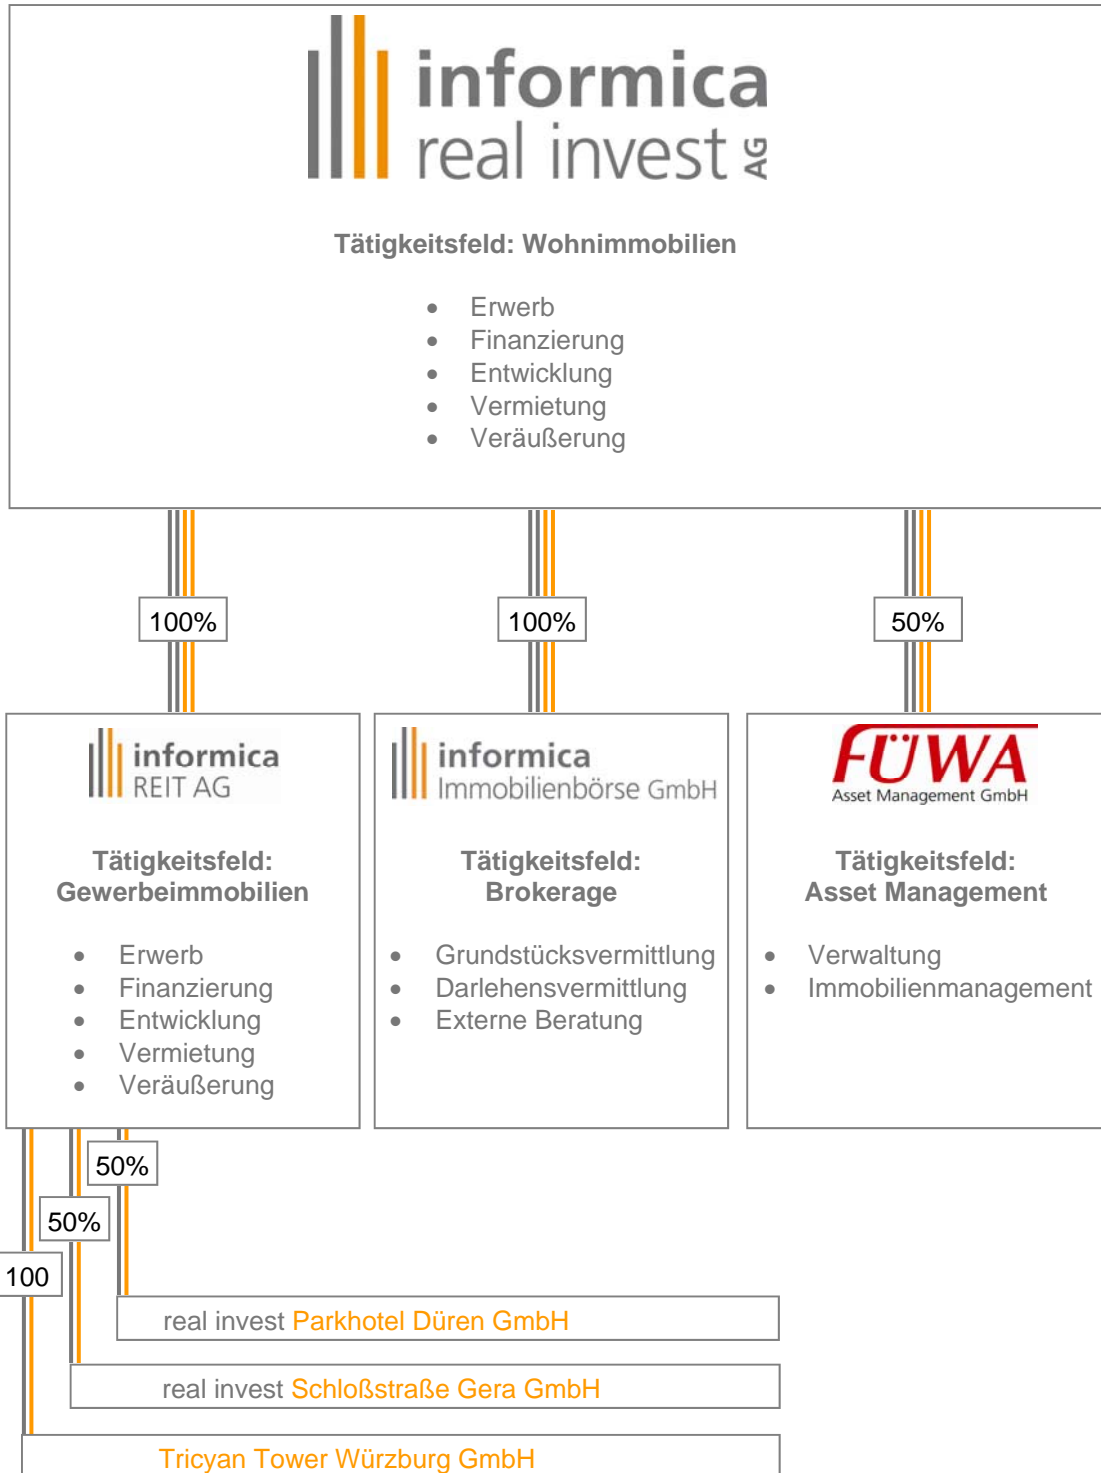 informica
real invest AG
Tätigkeitsfeld: Wohnimmobilien
• Erwerb
• Finanzierung
• Entwicklung
• Vermietung
• Veräußerung
100%
100%
50%
informica
REIT AG
Tätigkeitsfeld:
Gewerbeimmobilien
• Erwerb
• Finanzierung
• Entwicklung
• Vermietung
• Veräußerung
informica
Immobilienbörse GmbH
Tätigkeitsfeld:
Brokerage
• Grundstücksvermittlung
• Darlehensvermittlung
• Externe Beratung
FÜWA
Asset Management GmbH
Tätigkeitsfeld:
Asset Management
• Verwaltung
• Immobilienmanagement
50%
50%
100
real invest Parkhotel Düren GmbH
real invest Schloßstraße Gera GmbH
Tricyan Tower Würzburg GmbH